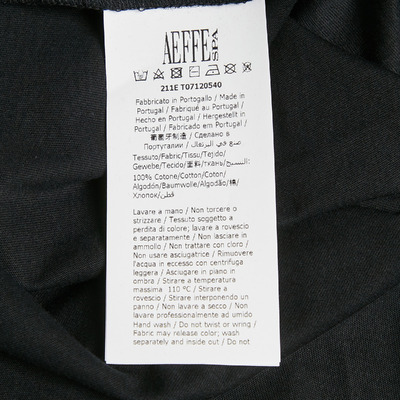 AEFFE SPA
211E T07120540
Fabbricato in Portogallo / Made in
Portugal / Fabriqué au Portugal /
Hecho en Portugal / Hergestellt in
Portugal / Fabricado em Portugal /
葡萄牙制造 / Сделано в
Португалии / صنع في البرتغال
Tessuto/Fabric/Tissu/Tejido/
Gewebe/Tecido/面料/ткань/النسيج:
100% Cotone/Cotton/Coton/
Algodón/Baumwolle/Algodão/棉/
Хлопок/قطن
Lavare a mano / Non torcere o
strizzare / Tessuto soggetto a
perdita di colore; lavare a rovescio
e separatamente / Non lasciare in
ammollo / Non trattare con cloro /
Non usare asciugatrice / Rimuovere
l'acqua in eccesso con centrifuga
leggera / Asciugare in piano in
ombra / Stirare a temperatura
massima 110 °C / Stirare a
rovescio / Stirare interponendo un
panno / Non lavare a secco / Non
lavare professionalmente ad umido
Hand wash / Do not twist or wring /
Fabric may release color; wash
separately and inside out / Do not